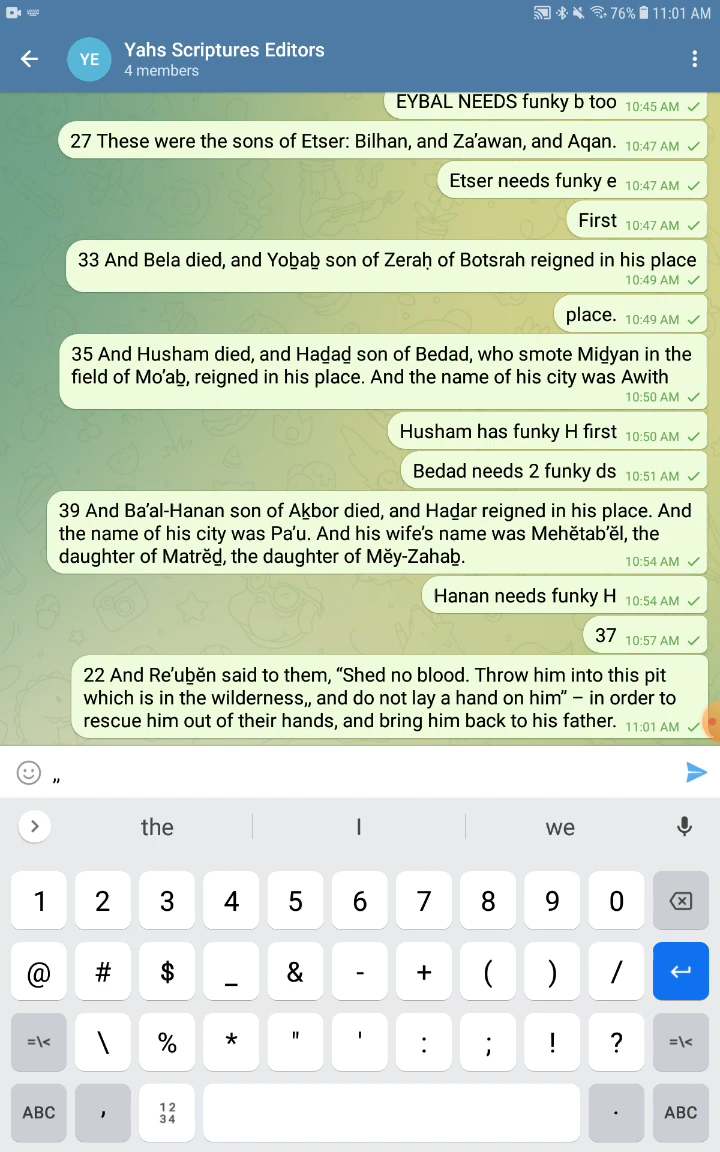 76% 11:01 AM
YE Yahs Scriptures Editors
4 members
EYBAL NEEDS funky b too 10:45 AM
27 These were the sons of Etser: Bilhan, and Za’awan, and Aqan. 10:47 AM
Etser needs funky e 10:47 AM
First 10:47 AM
33 And Bela died, and Yoḇaḇ son of Zeraḥ of Botsrah reigned in his place
10:49 AM
place. 10:49 AM
35 And Husham died, and Haḏaḏ son of Bedad, who smote Miḏyan in the
field of Mo’aḇ, reigned in his place. And the name of his city was Awith
10:50 AM
Husham has funky H first 10:50 AM
Bedad needs 2 funky ds 10:51 AM
39 And Ba’al-Hanan son of Aḵbor died, and Haḏar reigned in his place. And
the name of his city was Pa’u. And his wife’s name was Mehĕtab’ĕl, the
daughter of Matrĕḏ, the daughter of Mĕy-Zahaḇ. 10:54 AM
Hanan needs funky H 10:54 AM
37 10:57 AM
22 And Re’uḇĕn said to them, “Shed no blood. Throw him into this pit
which is in the wilderness,, and do not lay a hand on him” – in order to
rescue him out of their hands, and bring him back to his father. 11:01 AM
,,
the I we
1 2 3 4 5 6 7 8 9 0
@ # $ _ & - + ( ) /
=\< \ % * " ' : ; ! ? =\<
ABC , 12 34 . ABC